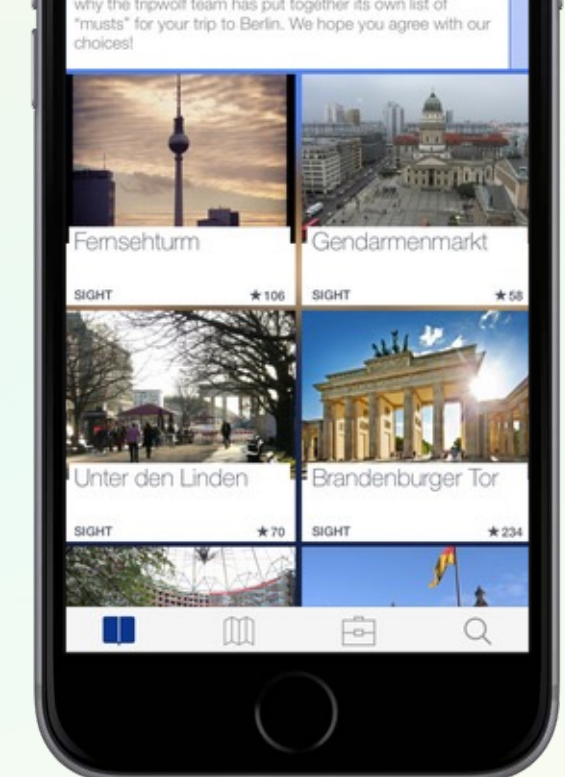 why the tripwolf team has put together its own list of
“musts” for your trip to Berlin. We hope you agree with our
choices!
Fernsehturm
Gendarmenmarkt
SIGHT ★106
SIGHT ★58
Unter den Linden
Brandenburger Tor
SIGHT ★70
SIGHT ★234